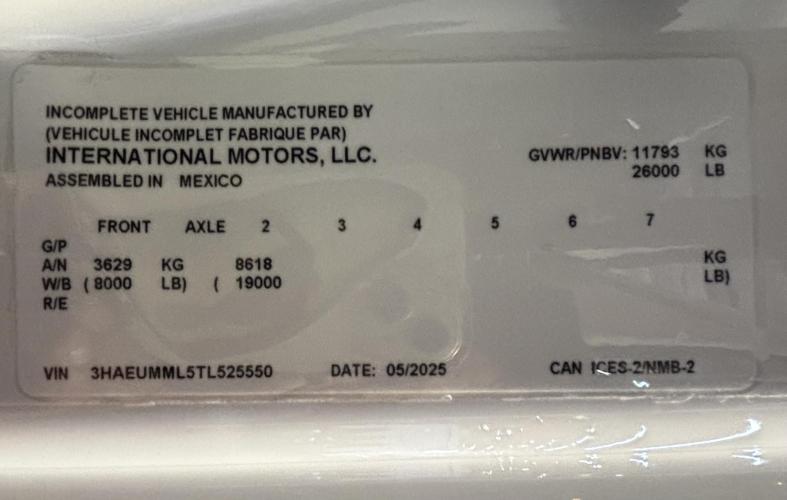 INCOMPLETE VEHICLE MANUFACTURED BY
(VEHICULE INCOMPLET FABRIQUE PAR)
INTERNATIONAL MOTORS, LLC.
ASSEMBLED IN MEXICO
GVWR/PNBV: 11793 KG
26000 LB
FRONT AXLE 2 3 4 5 6 7
G/P
A/N 3629 KG 8618 KG
W/B ( 8000 LB) ( 19000 LB)
R/E
VIN 3HAEUMML5TL525550 DATE: 05/2025 CAN ICES-2/NMB-2